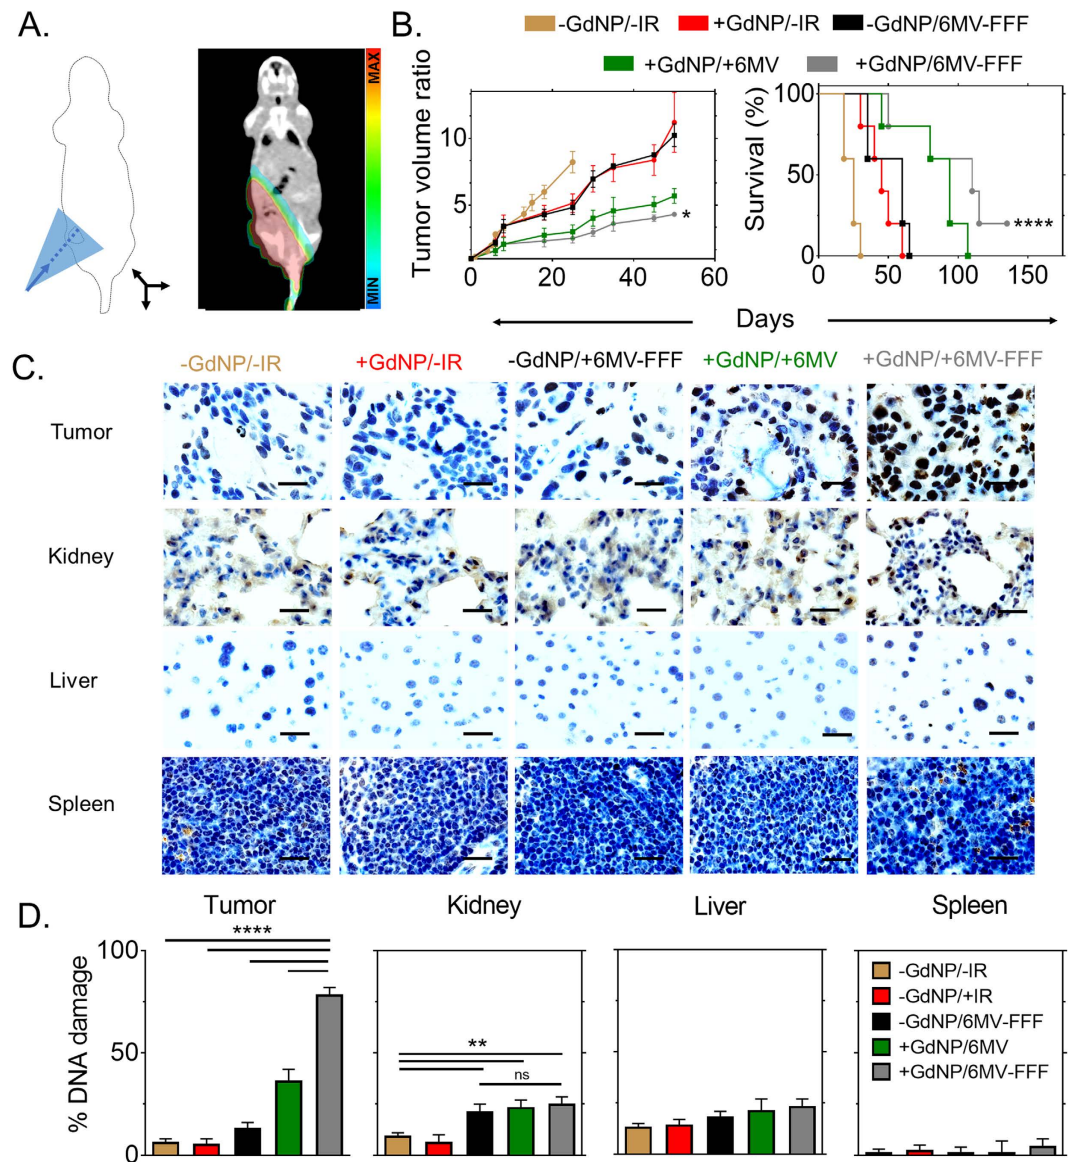 A.
MAX
MIN
B.
-GdNP/-IR
+GdNP/-IR
-GdNP/6MV-FFF
+GdNP/+6MV
+GdNP/6MV-FFF
Tumor volume ratio
10
5
0
20
40
60
*
Survival (%)
100
50
0
0
50
100
150
****
Days
C.
-GdNP/-IR
+GdNP/-IR
-GdNP/+6MV-FFF
+GdNP/+6MV
+GdNP/+6MV-FFF
Tumor
Kidney
Liver
Spleen
D.
Tumor
Kidney
Liver
Spleen
% DNA damage
100
50
0
****
**
ns
-GdNP/-IR
-GdNP/+IR
-GdNP/6MV-FFF
+GdNP/6MV
+GdNP/6MV-FFF